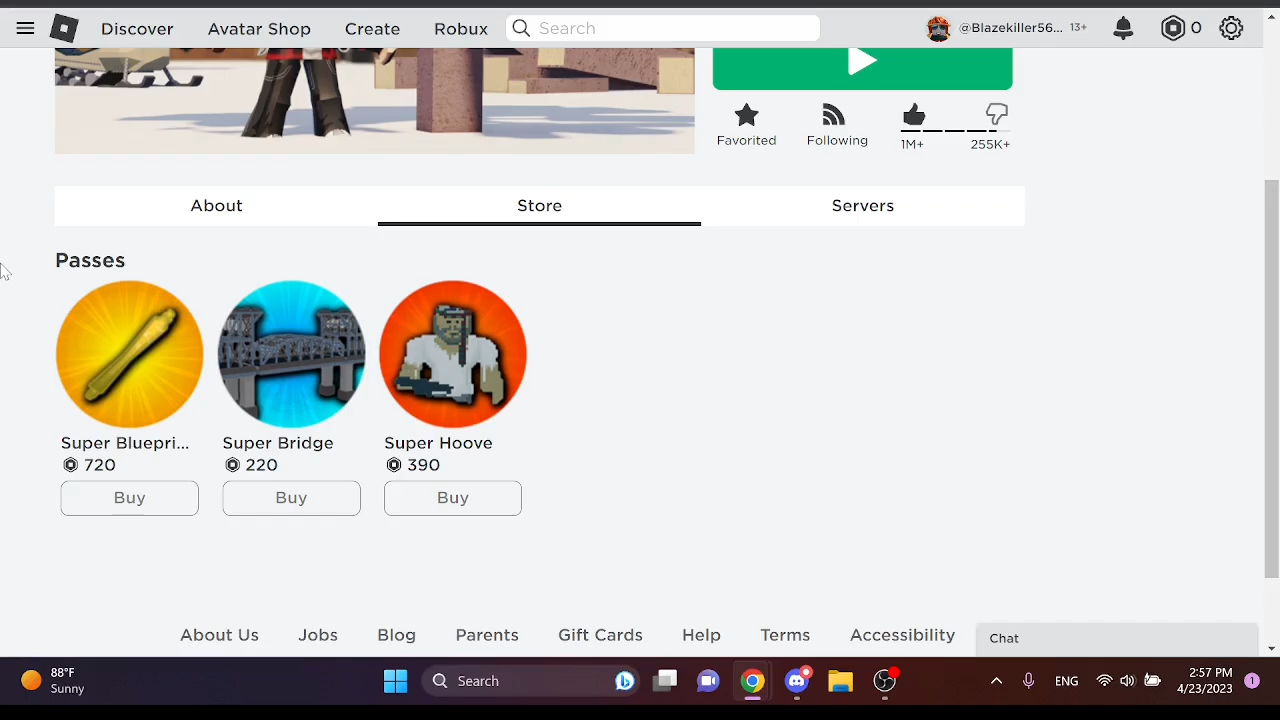 Discover Avatar Shop Create Robux Search @Blazekiller56... 13+ 0
Favorited Following 1M+ 255K+
About Store Servers
Passes
Super Bluepri... Super Bridge Super Hoove
720 220 390
Buy Buy Buy
About Us Jobs Blog Parents Gift Cards Help Terms Accessibility
Chat
88°F
Sunny
Search
ENG
2:57 PM
4/23/2023
1